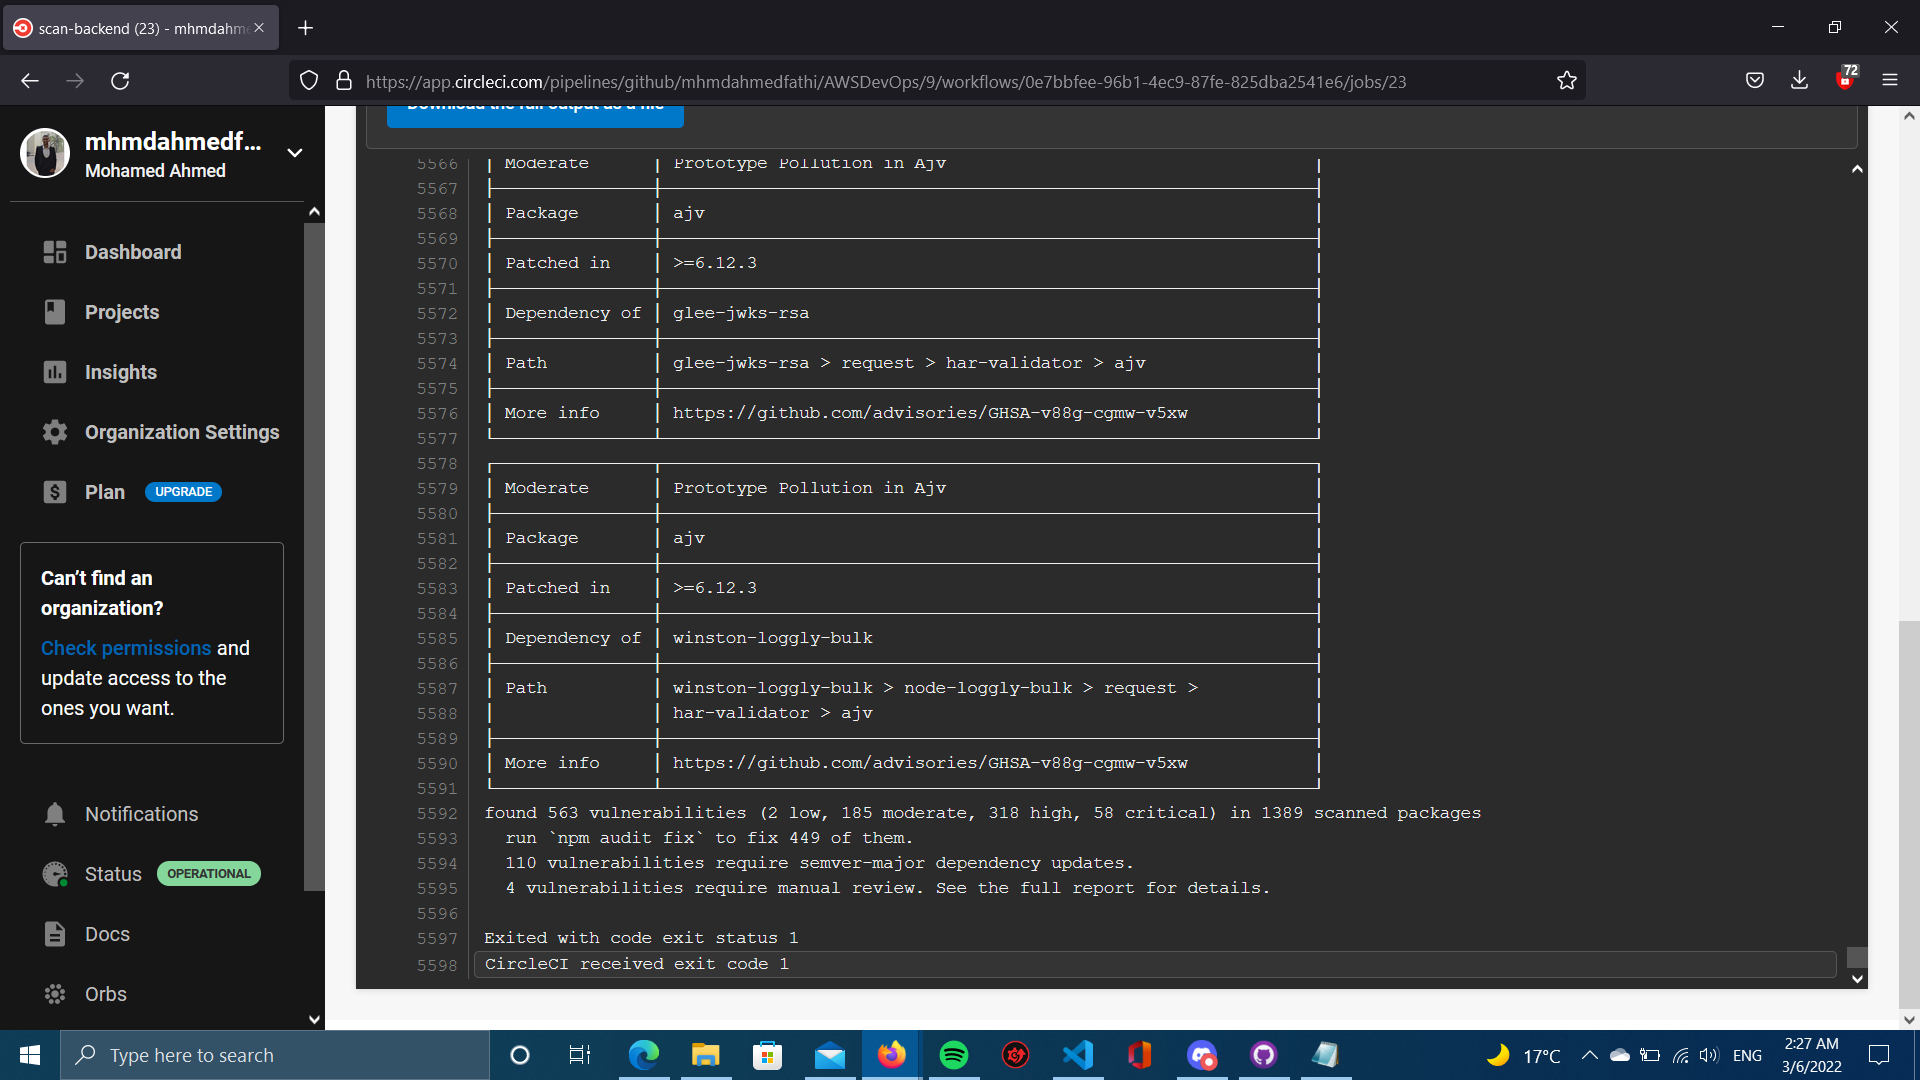 scan-backend (23) - mhmdahme
https://app.circleci.com/pipelines/github/mhmdahmedfathi/AWSDevOps/9/workflows/0e7bbfee-96b1-4ec9-87fe-825dba2541e6/jobs/23
72
mhmdahmedf...
Mohamed Ahmed
Dashboard
Projects
Insights
Organization Settings
Plan UPGRADE
Can’t find an
organization?
Check permissions and
update access to the
ones you want.
Notifications
Status OPERATIONAL
Docs
Orbs
Download the full output as a file
5566 Moderate Prototype Pollution in Ajv
5567
5568 Package ajv
5569
5570 Patched in >=6.12.3
5571
5572 Dependency of glee-jwks-rsa
5573
5574 Path glee-jwks-rsa > request > har-validator > ajv
5575
5576 More info https://github.com/advisories/GHSA-v88g-cgmw-v5xw
5577
5578
5579 Moderate Prototype Pollution in Ajv
5580
5581 Package ajv
5582
5583 Patched in >=6.12.3
5584
5585 Dependency of winston-loggly-bulk
5586
5587 Path winston-loggly-bulk > node-loggly-bulk > request >
5588 har-validator > ajv
5589
5590 More info https://github.com/advisories/GHSA-v88g-cgmw-v5xw
5591
5592 found 563 vulnerabilities (2 low, 185 moderate, 318 high, 58 critical) in 1389 scanned packages
5593 run `npm audit fix` to fix 449 of them.
5594 110 vulnerabilities require semver-major dependency updates.
5595 4 vulnerabilities require manual review. See the full report for details.
5596
5597 Exited with code exit status 1
5598 CircleCI received exit code 1
Type here to search
17°C
ENG
2:27 AM
3/6/2022